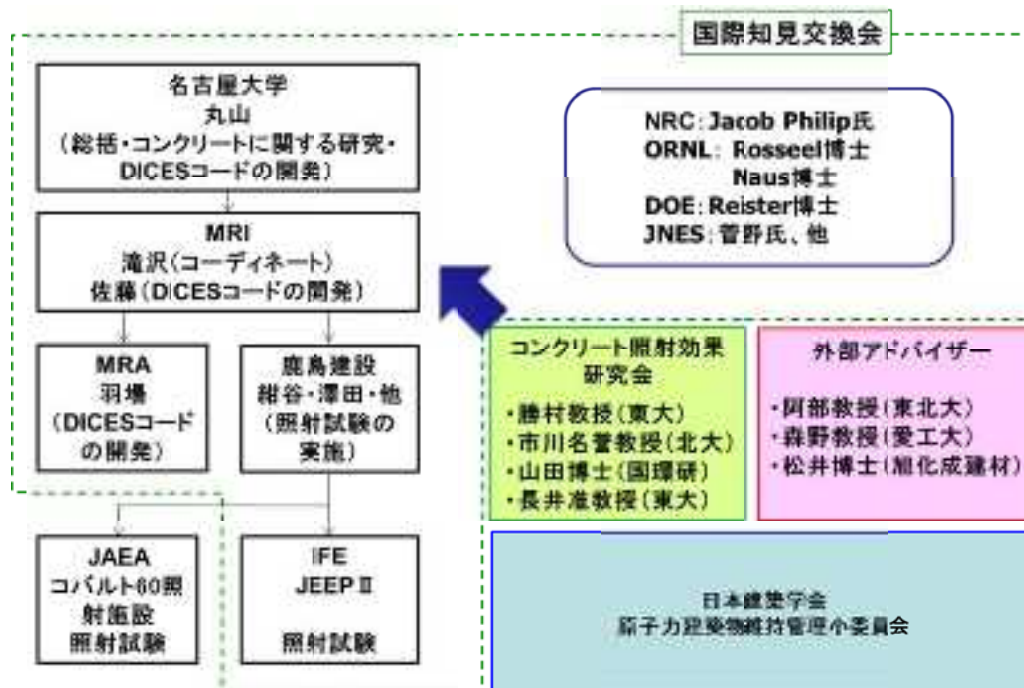 国際知見交換会
名古屋大学
丸山
(総括・コンクリートに関する研究・
DICESコードの開発)
MRI
滝沢(コーディネート)
佐藤(DICESコードの開発)
MRA
羽場
(DICESコード
の開発)
鹿島建設
紺谷・澤田・他
(照射試験の
実施)
JAEA
コバルト60照
射施設
照射試験
IFE
JEEPⅡ
照射試験
NRC:Jacob Philip氏
ORNL: Rosseel博士
Naus博士
DOE:Reister博士
JNES:菅野氏、他
コンクリート照射効果
研究会
・勝村教授(東大)
・市川名誉教授(北大)
・山田博士(国環研)
・長井准教授(東大)
外部アドバイザー
・阿部教授(東北大)
・森野教授(愛工大)
・松井博士(旭化成建材)
日本建築学会
原子力建築物維持管理小委員会